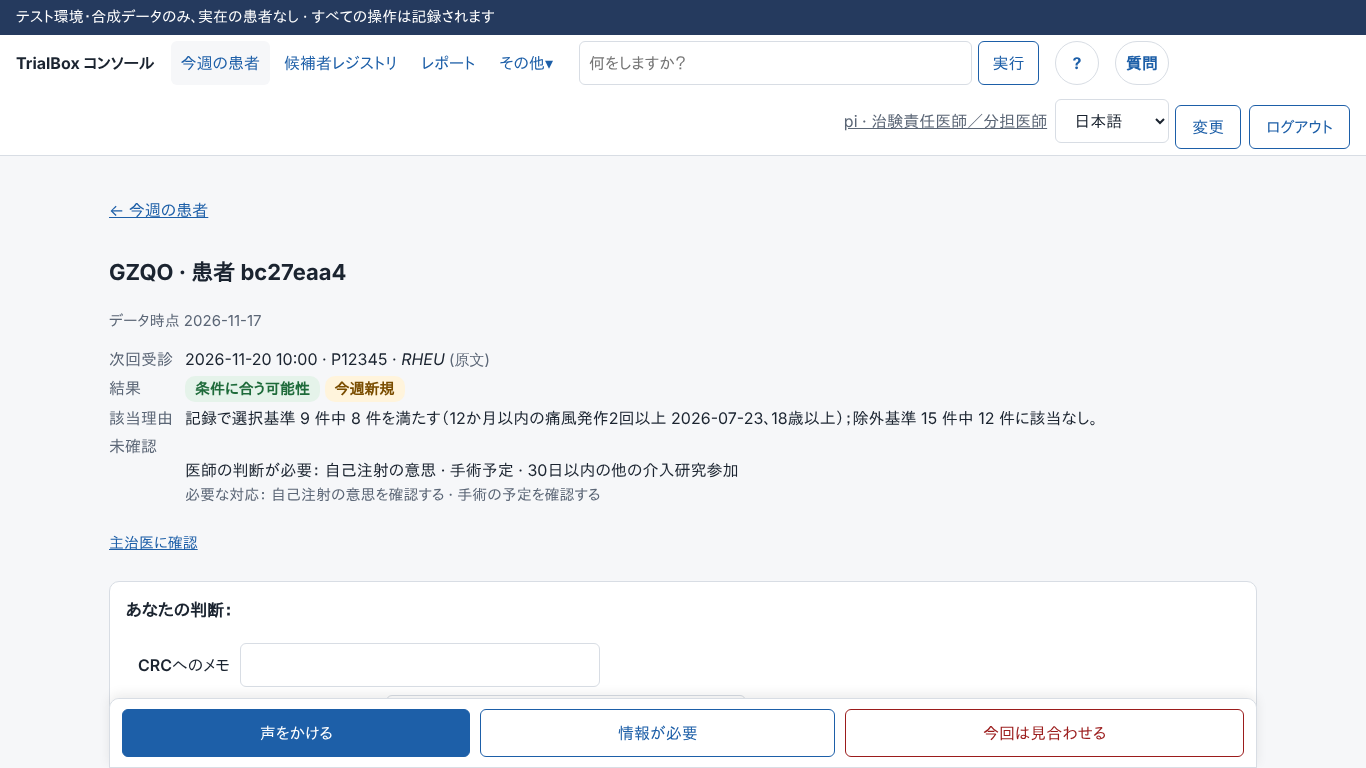 テスト環境・合成データのみ、実在の患者なし · すべての操作は記録されます
TrialBox コンソール 今週の患者 候補者レジストリ レポート その他▾ 何をしますか? 実行 ? 質問
pi · 治験責任医師／分担医師 日本語 変更 ログアウト
← 今週の患者
GZQO · 患者 bc27eaa4
データ時点 2026-11-17
次回受診 2026-11-20 10:00 · P12345 · RHEU (原文)
結果 条件に合う可能性 今週新規
該当理由 記録で選択基準 9 件中 8 件を満たす（12か月以内の痛風発作2回以上 2026-07-23、18歳以上）；除外基準 15 件中 12 件に該当なし。
未確認
医師の判断が必要： 自己注射の意思 · 手術予定 · 30日以内の他の介入研究参加
必要な対応： 自己注射の意思を確認する · 手術の予定を確認する
主治医に確認
あなたの判断：
CRCへのメモ
声をかける 情報が必要 今回は見合わせる